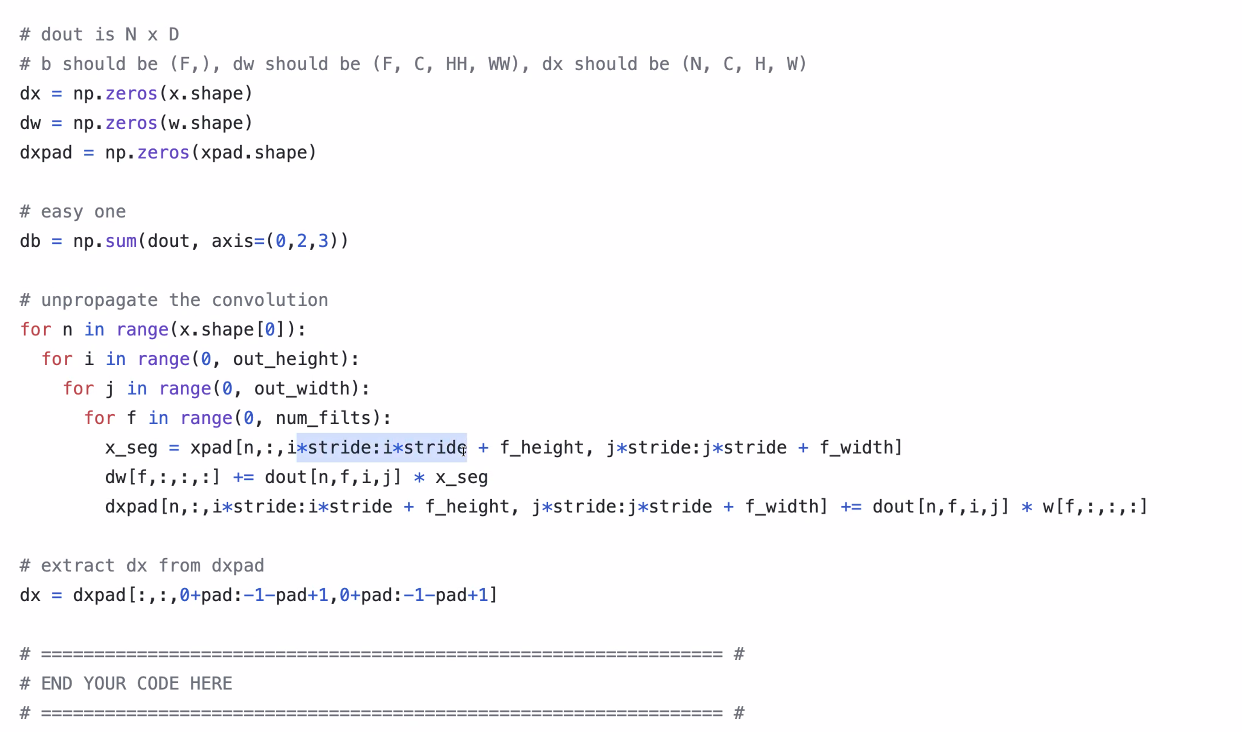 # dout is N x D
# b should be (F,), dw should be (F, C, HH, WW), dx should be (N, C, H, W)
dx = np.zeros(x.shape)
dw = np.zeros(w.shape)
dxpad = np.zeros(xpad.shape)
# easy one
db = np.sum(dout, axis=(0,2,3))
# unpropagate the convolution
for n in range(x.shape[0]):
  for i in range(0, out_height):
    for j in range(0, out_width):
      for f in range(0, num_filts):
        x_seg = xpad[n,:,i*stride:i*stride + f_height, j*stride:j*stride + f_width]
        dw[f,:,:,:] += dout[n,f,i,j] * x_seg
        dxpad[n,:,i*stride:i*stride + f_height, j*stride:j*stride + f_width] += dout[n,f,i,j] * w[f,:,:,:]
# extract dx from dxpad
dx = dxpad[:,:,0+pad:-1-pad+1,0+pad:-1-pad+1]
# ================================================================ #
# END YOUR CODE HERE
# ================================================================ #